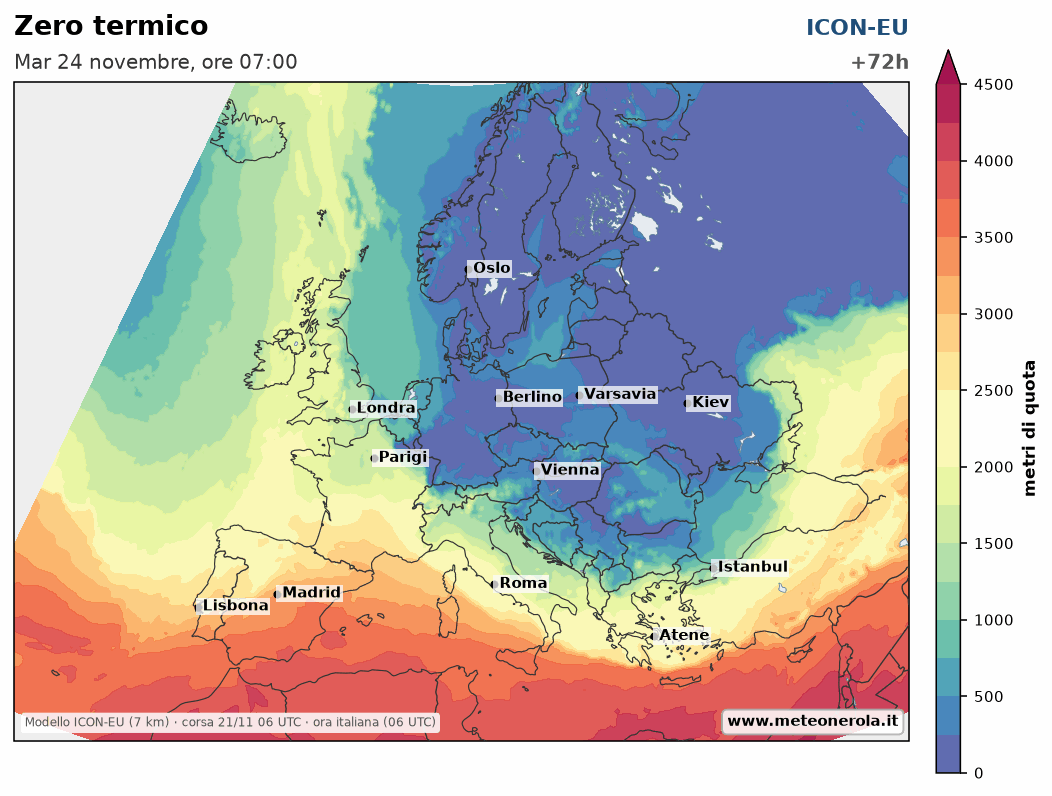 Zero termico
ICON-EU
Mar 24 novembre, ore 07:00
+72h
4500
4000
3500
3000
2500
2000
1500
1000
500
0
metri di quota
Oslo
Berlino
Varsavia
Kiev
Londra
Parigi
Vienna
Istanbul
Roma
Madrid
Lisbona
Atene
Modello ICON-EU (7 km) · corsa 21/11 06 UTC · ora italiana (06 UTC)
www.meteonerola.it